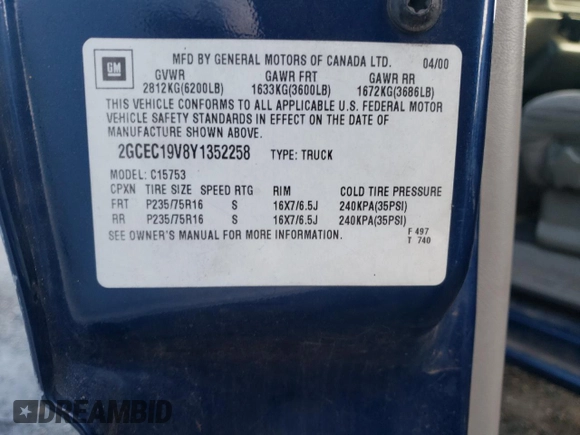 GM
MFD BY GENERAL MOTORS OF CANADA LTD. 04/00
GVWR GAWR FRT GAWR RR
2812KG(6200LB) 1633KG(3600LB) 1672KG(3686LB)
THIS VEHICLE CONFORMS TO ALL APPLICABLE U.S. FEDERAL MOTOR
VEHICLE SAFETY STANDARDS IN EFFECT ON THE DATE OF
MANUFACTURE SHOWN ABOVE.
2GCEC19V8Y1352258 TYPE: TRUCK
MODEL: C15753
CPXN TIRE SIZE SPEED RTG RIM COLD TIRE PRESSURE
FRT P235/75R16 S 16X7/6.5J 240KPA(35PSI)
RR P235/75R16 S 16X7/6.5J 240KPA(35PSI)
SEE OWNER'S MANUAL FOR MORE INFORMATION.
F 497
T 740
DREAMBID